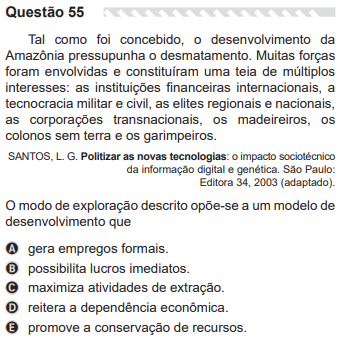 Questão 55
Tal como foi concebido, o desenvolvimento da
Amazônia pressupunha o desmatamento. Muitas forças
foram envolvidas e constituíram uma teia de múltiplos
interesses: as instituições financeiras internacionais, a
tecnocracia militar e civil, as elites regionais e nacionais,
as corporações transnacionais, os madeireiros, os
colonos sem terra e os garimpeiros.
SANTOS, L. G. Politizar as novas tecnologias: o impacto sociotécnico
da informação digital e genética. São Paulo:
Editora 34, 2003 (adaptado).
O modo de exploração descrito opõe-se a um modelo de
desenvolvimento que
A gera empregos formais.
B possibilita lucros imediatos.
C maximiza atividades de extração.
D reitera a dependência econômica.
E promove a conservação de recursos.